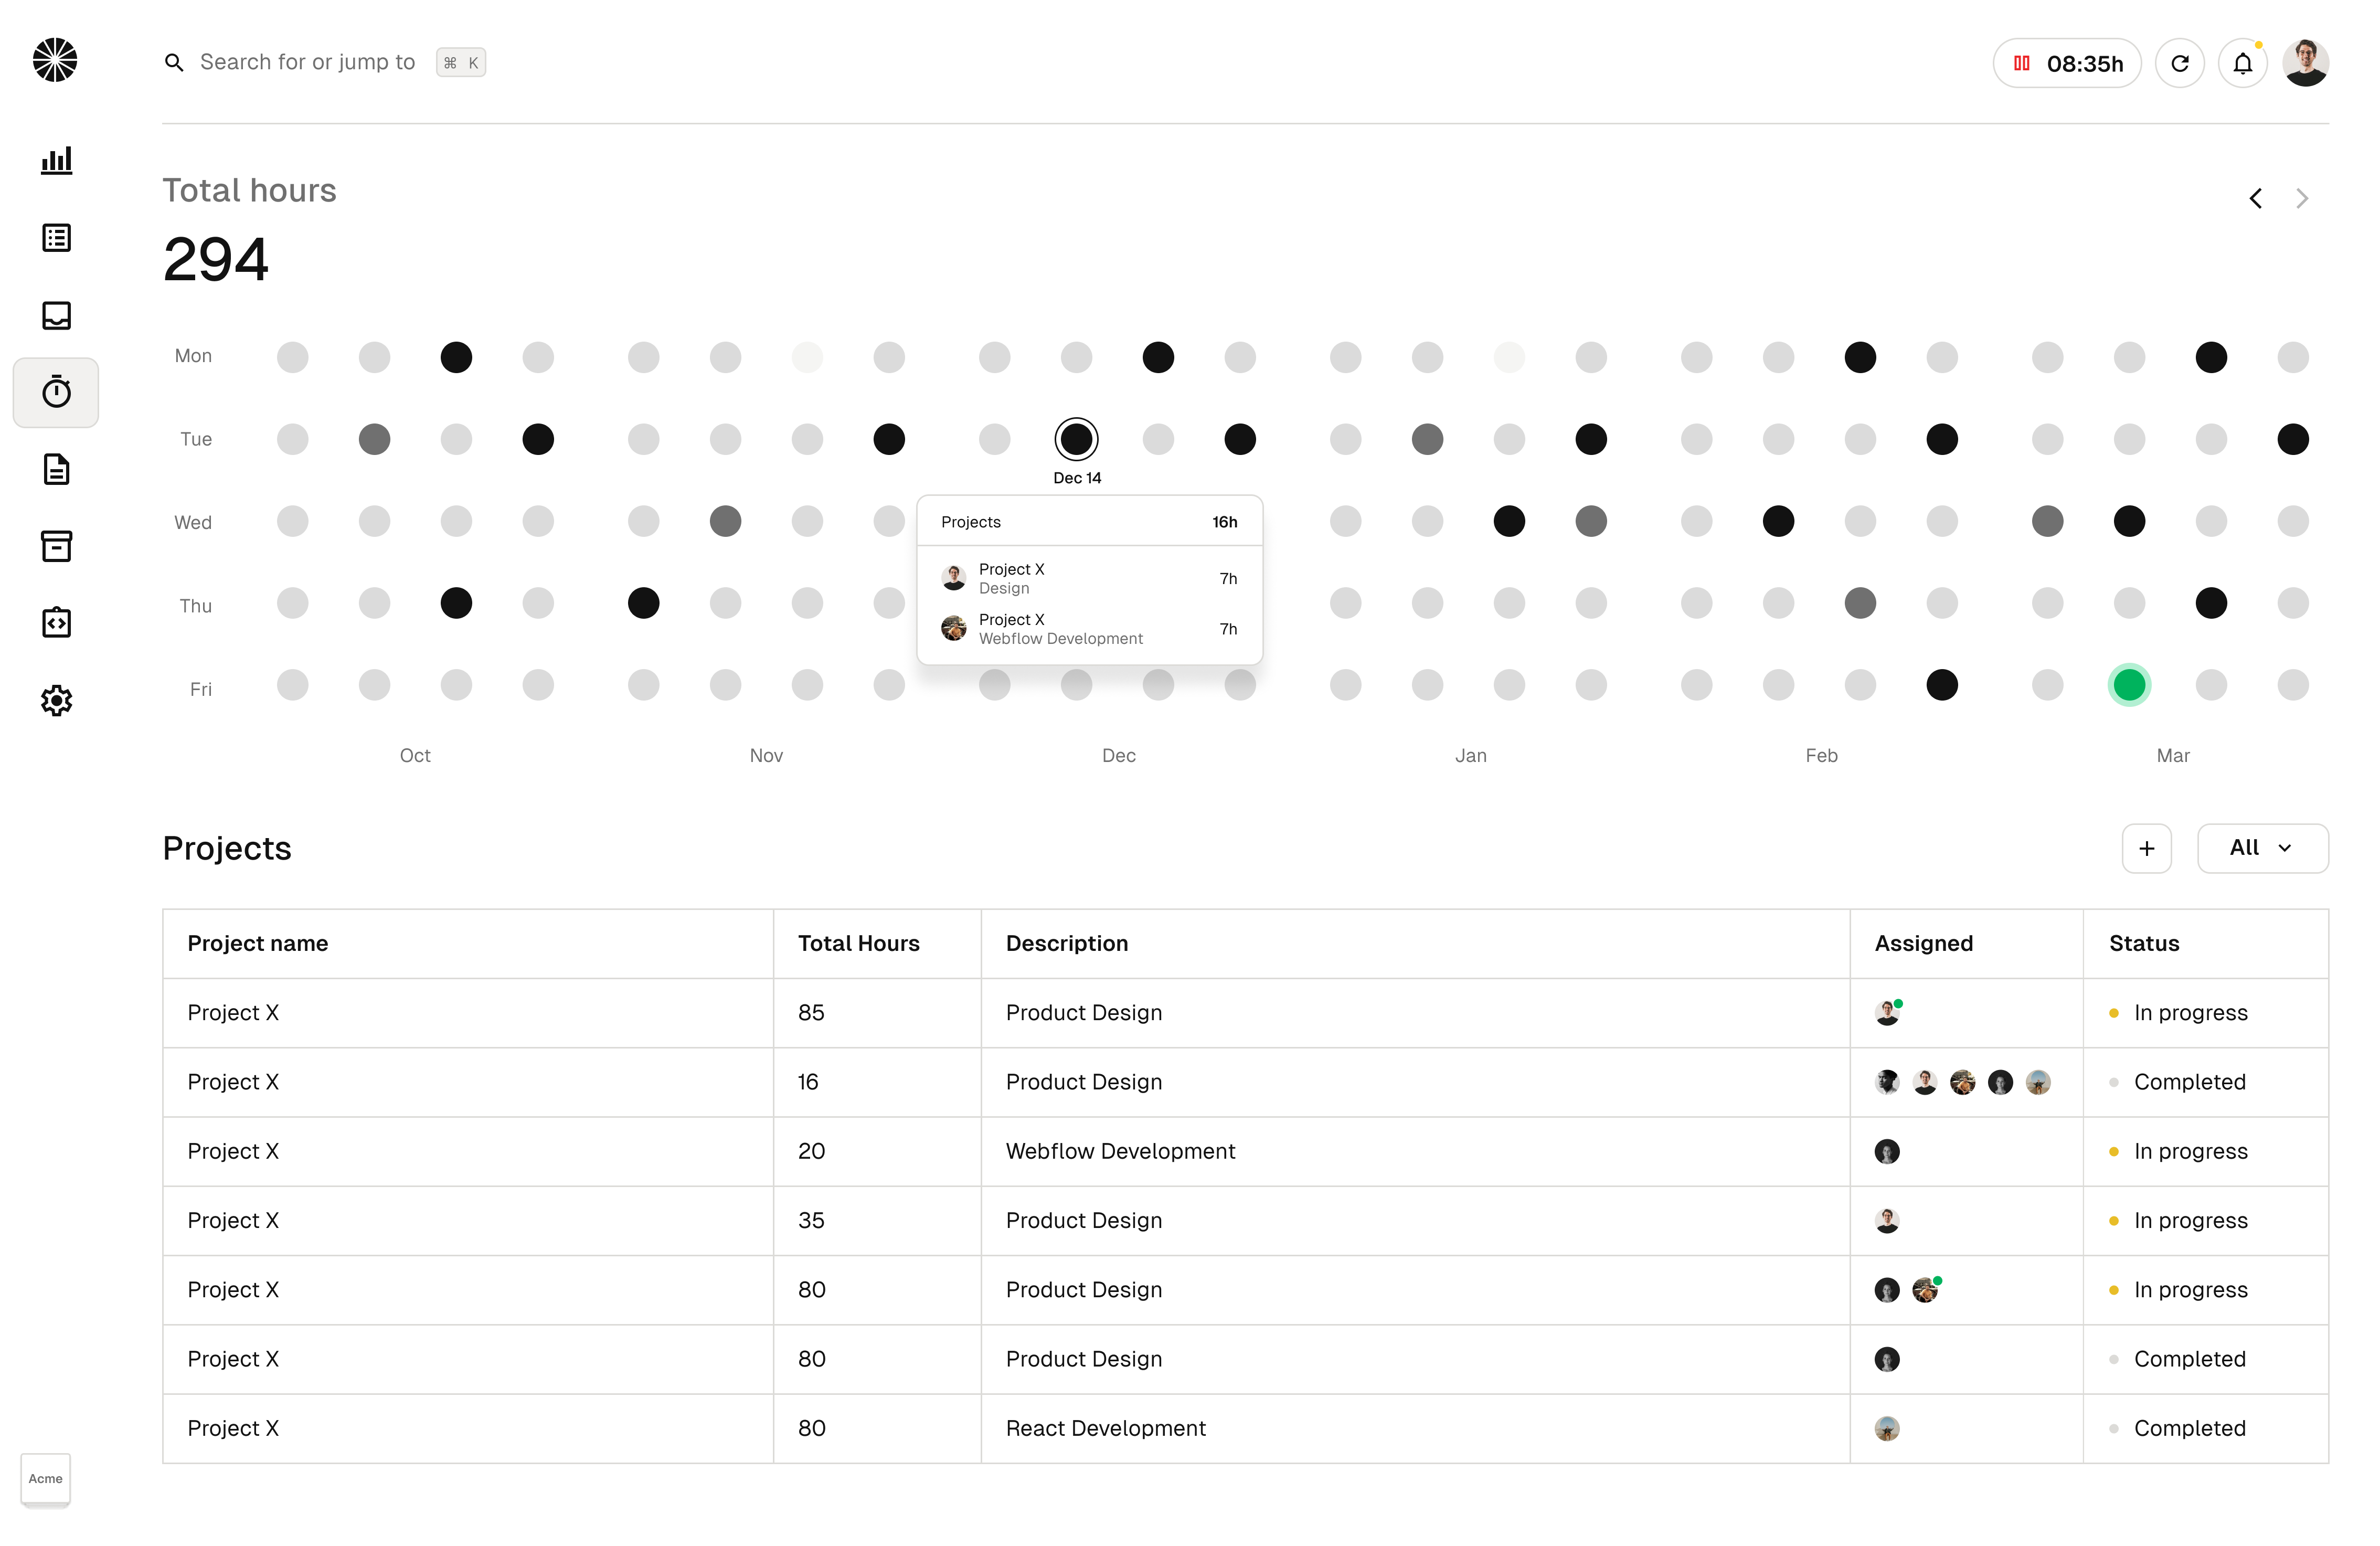 Search for or jump to ⌘ K
08:35h
Total hours
294
Mon
Tue
Dec 14
Wed
Projects 16h
Project X
Design
7h
Thu
Project X
Webflow Development
7h
Fri
Oct Nov Dec Jan Feb Mar
Projects
All
Project name Total Hours Description Assigned Status
Project X 85 Product Design In progress
Project X 16 Product Design Completed
Project X 20 Webflow Development In progress
Project X 35 Product Design In progress
Project X 80 Product Design In progress
Project X 80 Product Design Completed
Project X 80 React Development Completed
Acme